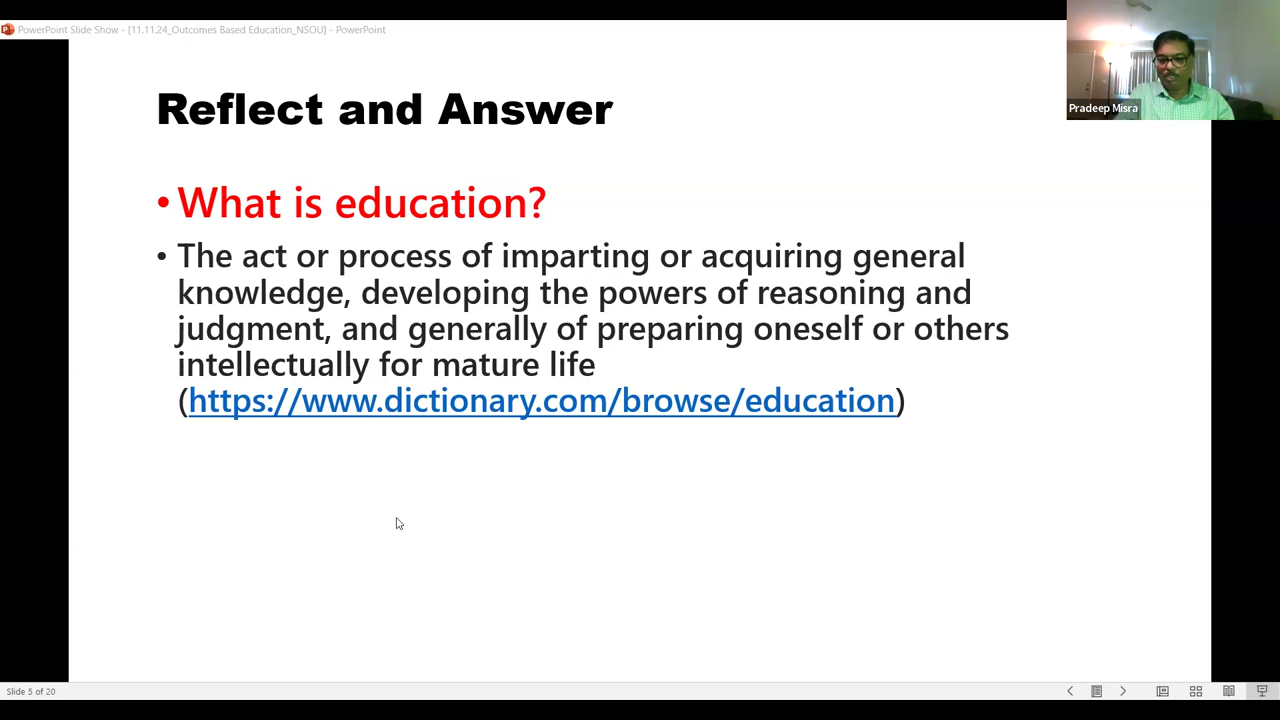 PowerPoint Slide Show - [11.11.24_Outcomes Based Education_NSOU] - PowerPoint
Pradeep Misra
Reflect and Answer
• What is education?
• The act or process of imparting or acquiring general
knowledge, developing the powers of reasoning and
judgment, and generally of preparing oneself or others
intellectually for mature life
(https://www.dictionary.com/browse/education)
Slide 5 of 20